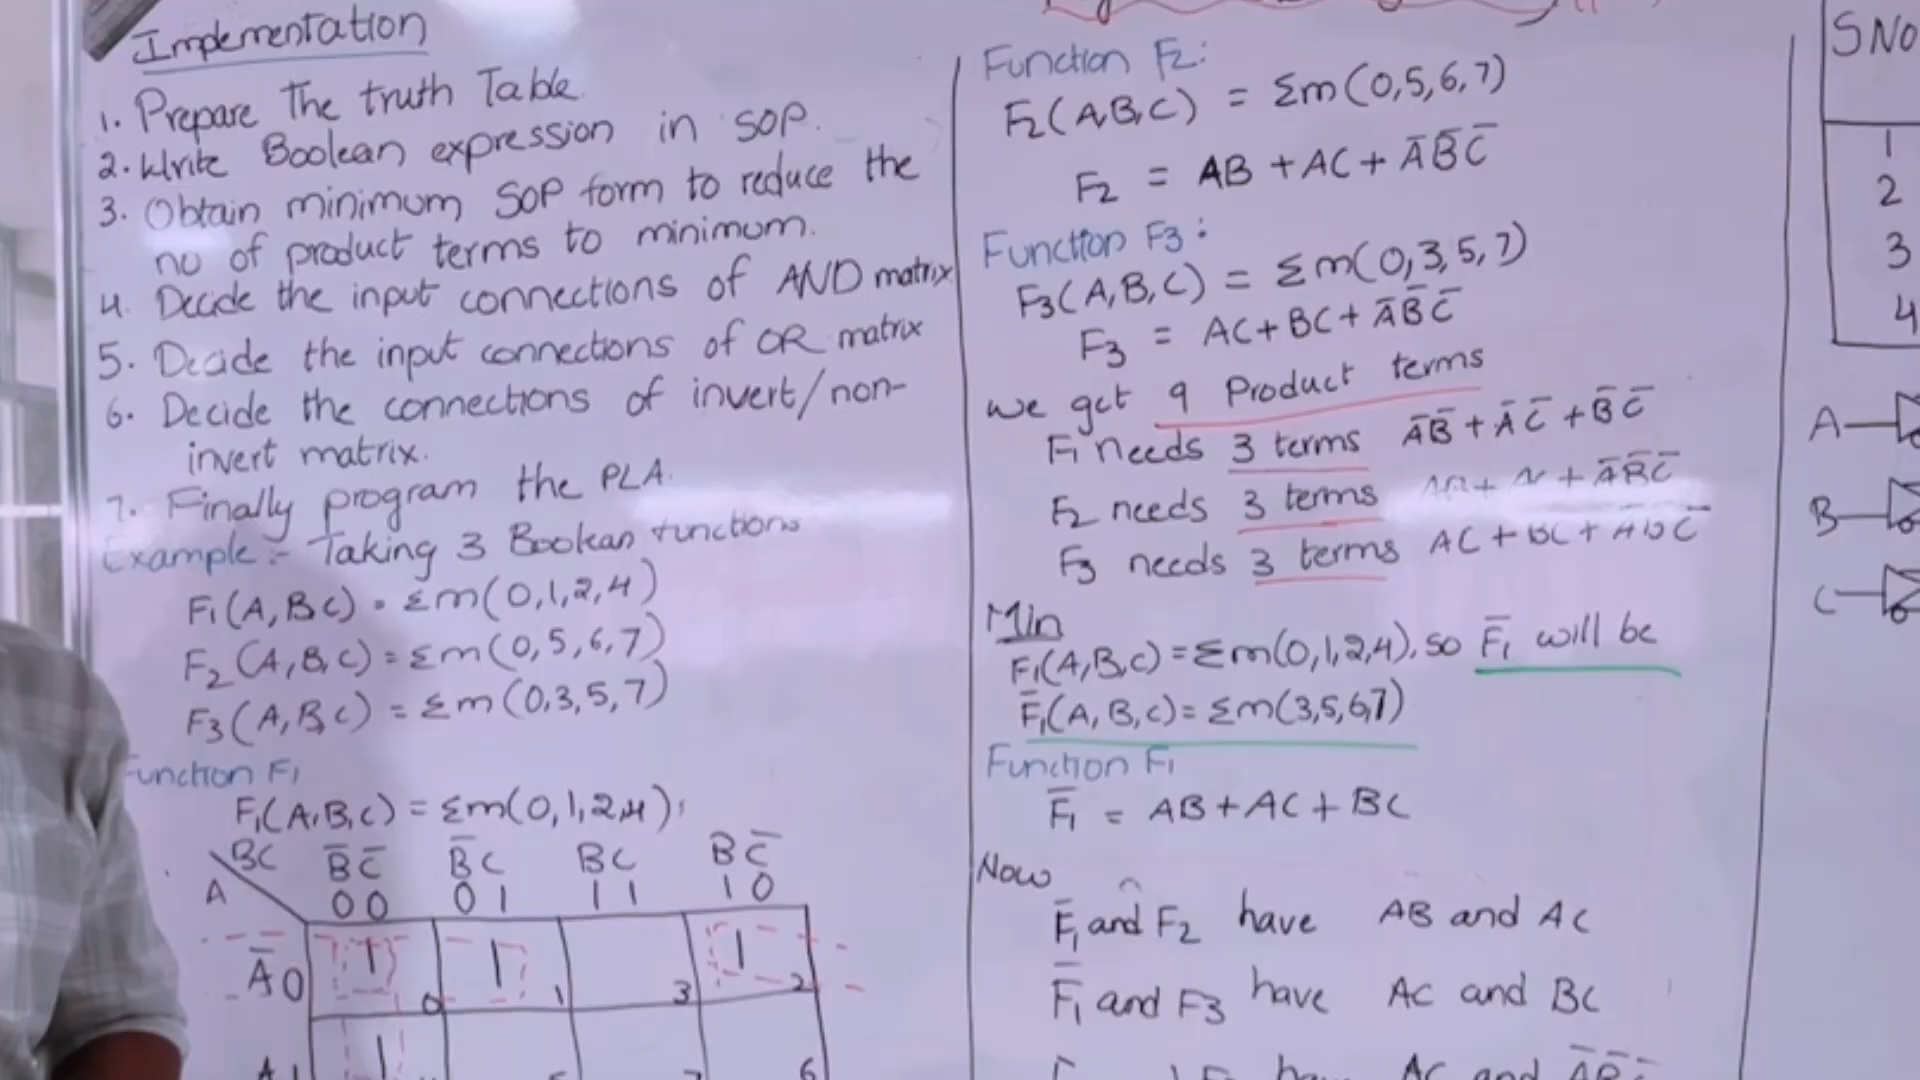 Implementation
1. Prepare The truth Table.
2. Write Boolean expression in SOP.
3. Obtain minimum SOP form to reduce the
no of product terms to minimum.
4. Decide the input connections of AND matrix
5. Decide the input connections of OR matrix
6. Decide the connections of invert/non-
invert matrix.
7. Finally program the PLA.
Example:- Taking 3 Boolean functions
F₁(A,B,C) = Σm(0,1,2,4)
F₂(A,B,C) = Σm(0,5,6,7)
F₃(A,B,C) = Σm(0,3,5,7)
Function F₁
F₁(A,B,C) = Σm(0,1,2,4)
BC B̅C̅ B̅C BC BC̅
A 00 01 11 10
A̅ 0 1 0 1 1 3 1 2
A 1 1 6
Function F₂:
F₂(A,B,C) = Σm(0,5,6,7)
F₂ = AB + AC + A̅B̅C̅
Function F₃:
F₃(A,B,C) = Σm(0,3,5,7)
F₃ = AC + BC + A̅B̅C̅
we get 9 Product terms
F₁ needs 3 terms A̅B̅ + A̅C̅ + B̅C̅
F₂ needs 3 terms + A̅B̅C̅
F₃ needs 3 terms AC + BC + A̅B̅C̅
Min
F₁(A,B,C) = Σm(0,1,2,4), so F̅₁ will be
F̅₁(A,B,C) = Σm(3,5,6,7)
Function F₁
F̅₁ = AB + AC + BC
Now
F̅₁ and F₂ have AB and AC
F̅₁ and F₃ have AC and BC
have AC and A̅B̅C̅
SNO
1
2
3
4
A
B
C